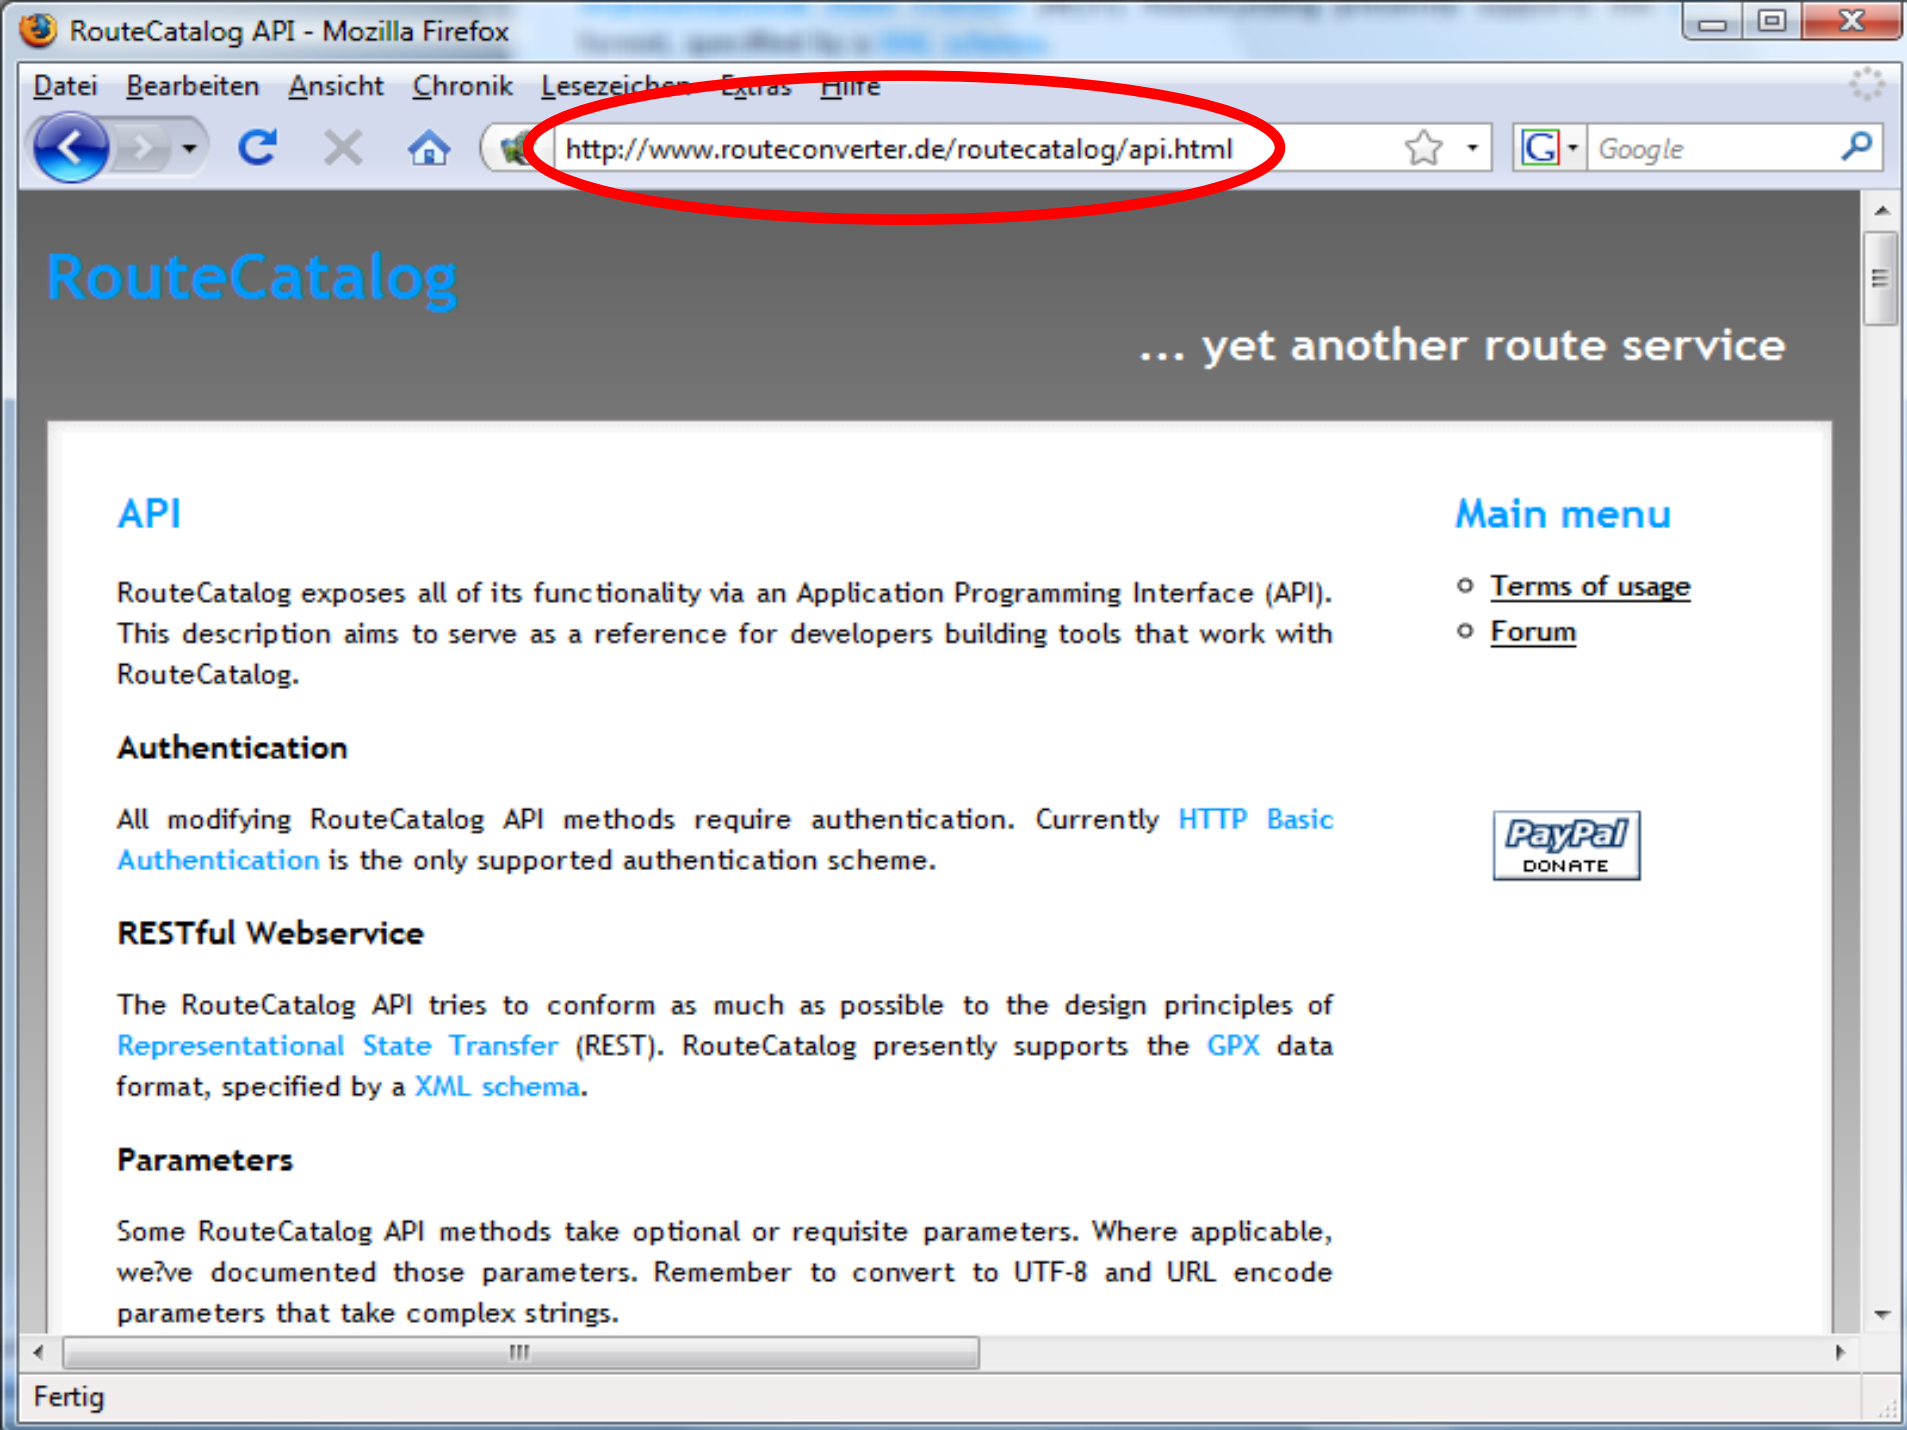 RouteCatalog API - Mozilla Firefox
Datei Bearbeiten Ansicht Chronik Lesezeichen Extras Hilfe
http://www.routeconverter.de/routecatalog/api.html
G Google
RouteCatalog
... yet another route service
API
RouteCatalog exposes all of its functionality via an Application Programming Interface (API).
This description aims to serve as a reference for developers building tools that work with
RouteCatalog.
Authentication
All modifying RouteCatalog API methods require authentication. Currently HTTP Basic
Authentication is the only supported authentication scheme.
RESTful Webservice
The RouteCatalog API tries to conform as much as possible to the design principles of
Representational State Transfer (REST). RouteCatalog presently supports the GPX data
format, specified by a XML schema.
Parameters
Some RouteCatalog API methods take optional or requisite parameters. Where applicable,
we?ve documented those parameters. Remember to convert to UTF-8 and URL encode
parameters that take complex strings.
Main menu
Terms of usage
Forum
PayPal
DONATE
Fertig